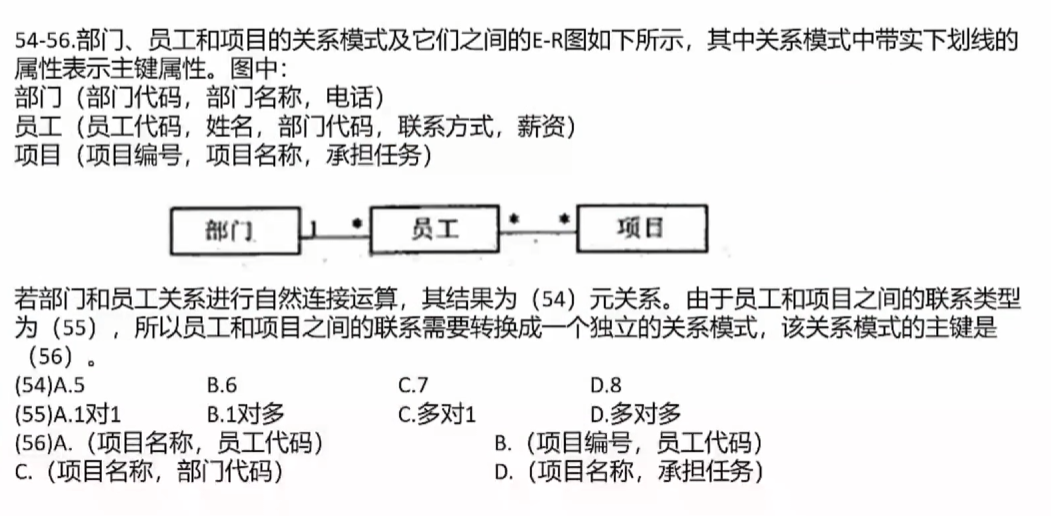 54-56.部门、员工和项目的关系模式及它们之间的E-R图如下所示，其中关系模式中带实下划线的
属性表示主键属性。图中：
部门（部门代码，部门名称，电话）
员工（员工代码，姓名，部门代码，联系方式，薪资）
项目（项目编号，项目名称，承担任务）
部门 1 * 员工 * * 项目
若部门和员工关系进行自然连接运算，其结果为（54）元关系。由于员工和项目之间的联系类型
为（55），所以员工和项目之间的联系需要转换成一个独立的关系模式，该关系模式的主键是
（56）。
(54)A.5 B.6 C.7 D.8
(55)A.1对1 B.1对多 C.多对1 D.多对多
(56)A.（项目名称，员工代码） B.（项目编号，员工代码）
C.（项目名称，部门代码） D.（项目名称，承担任务）